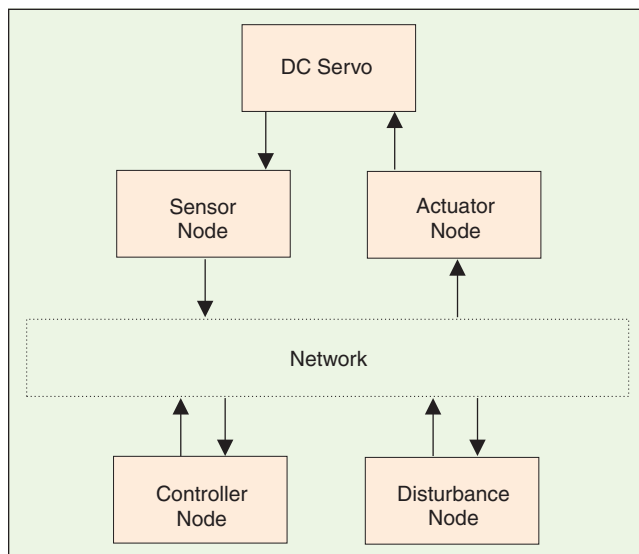 DC Servo
Sensor
Node
Actuator
Node
Network
Controller
Node
Disturbance
Node